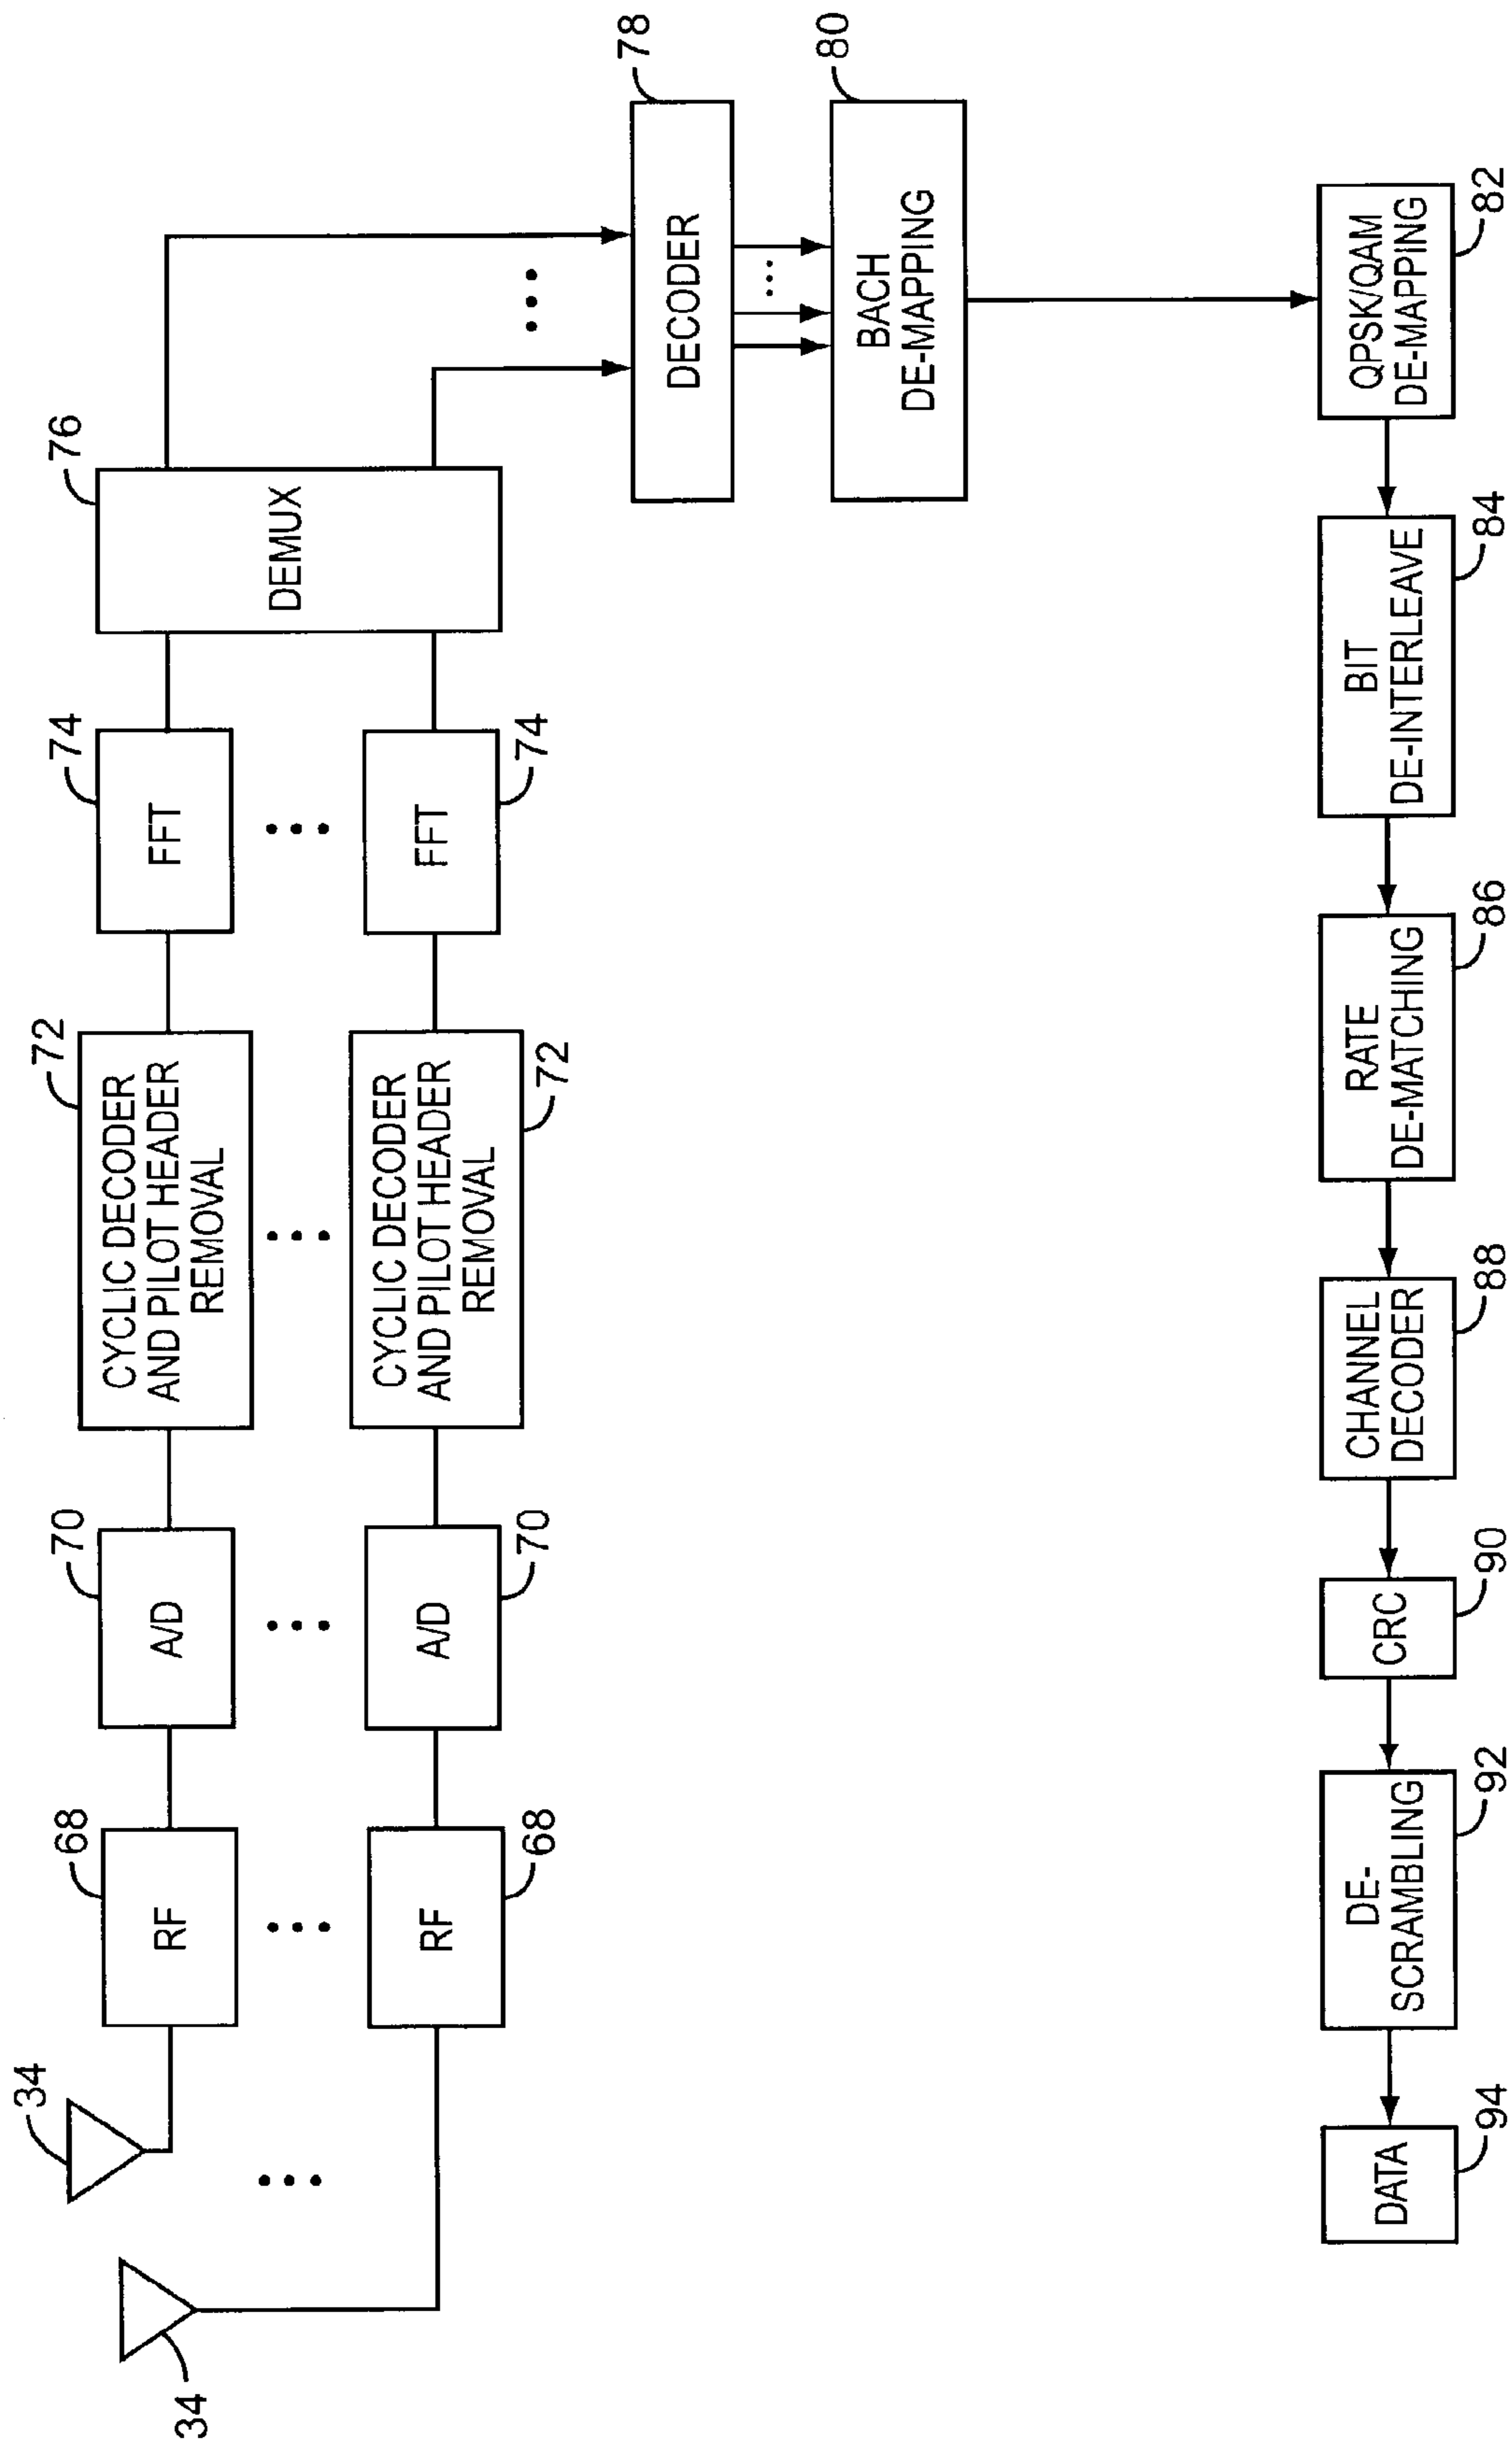 34
34
68
RF
RF
68
70
A/D
A/D
70
72
CYCLIC DECODER
AND PILOT HEADER
REMOVAL
CYCLIC DECODER
AND PILOT HEADER
REMOVAL
72
74
FFT
FFT
74
76
DEMUX
78
DECODER
80
BACH
DE-MAPPING
QPSK/QAM
DE-MAPPING
82
BIT
DE-INTERLEAVE
84
RATE
DE-MATCHING
86
CHANNEL
DECODER
88
CRC
90
DE-
SCRAMBLING
92
DATA
94